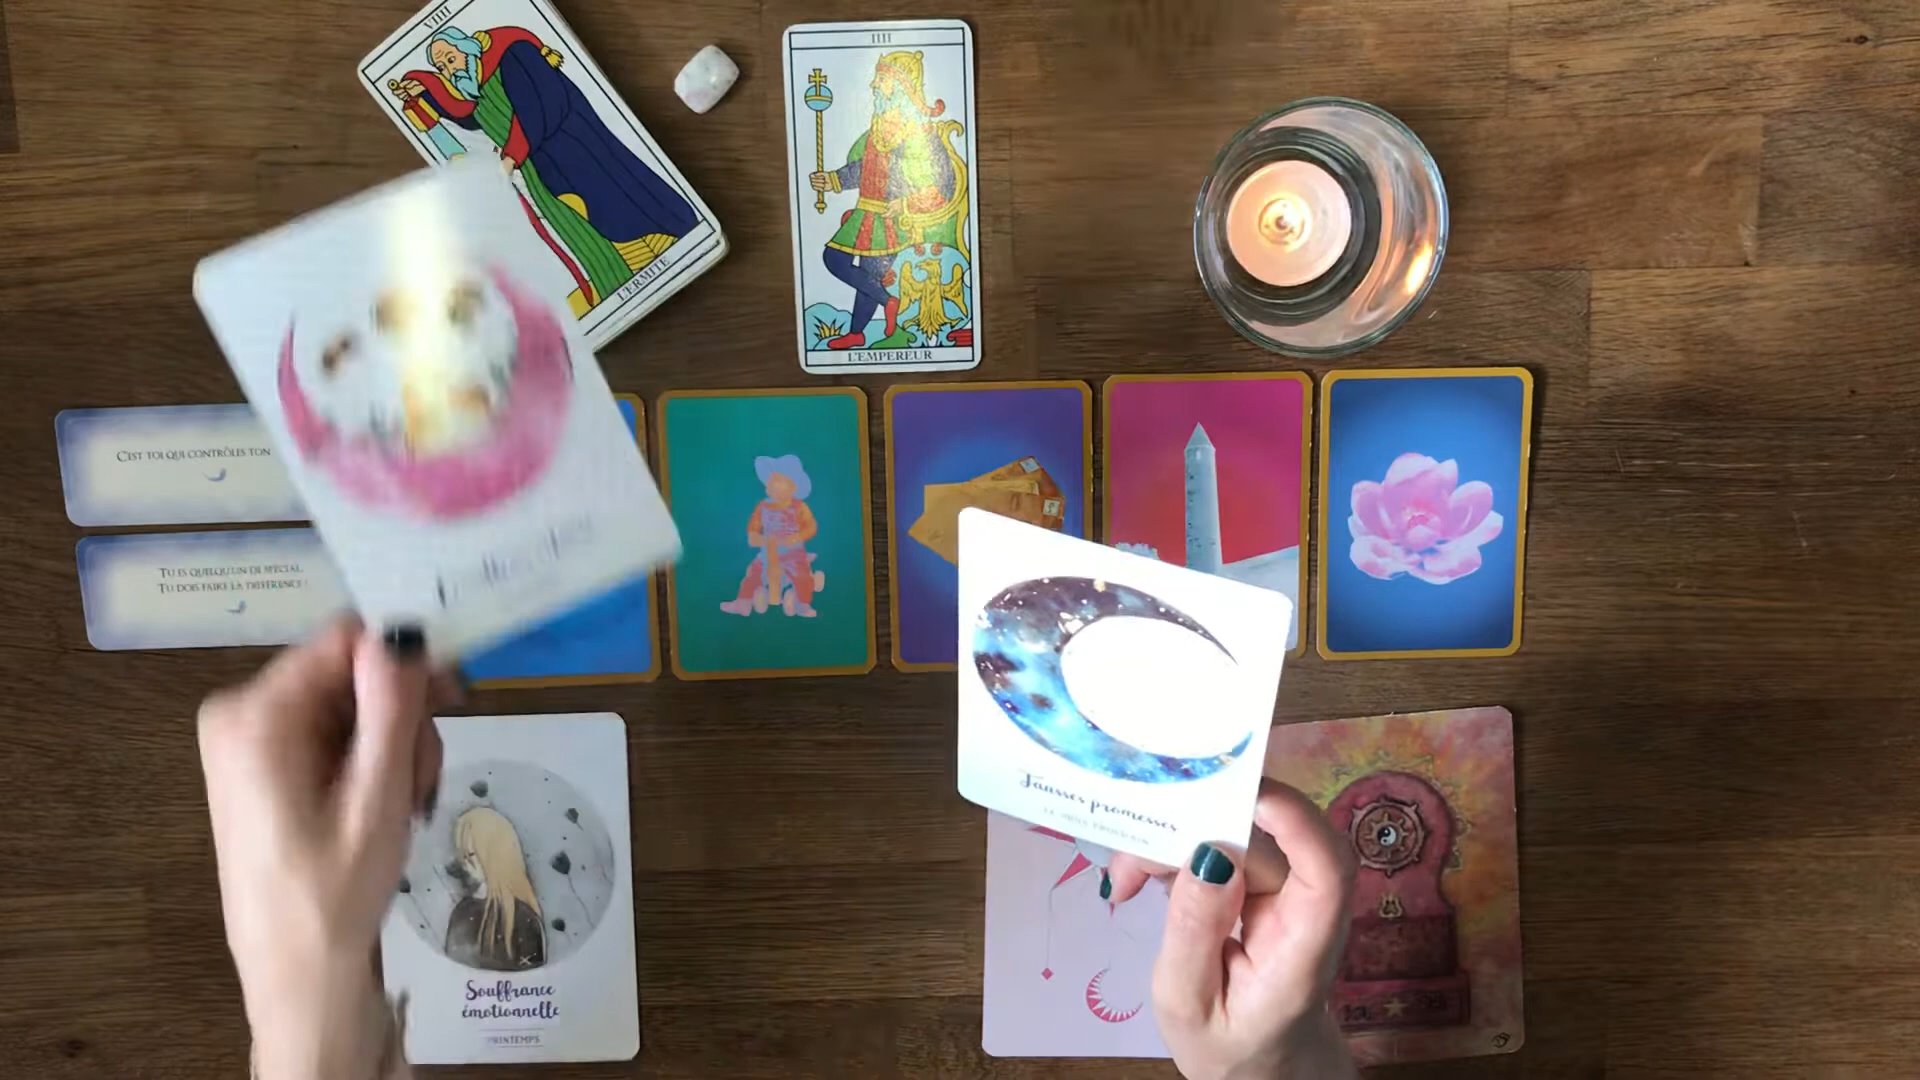 VIIII
L'ERMITE
IIII
L'EMPEREUR
C'EST TOI QUI CONTRÔLES TON
TU ES QUELQU'UN DE SPÉCIAL.
TU DOIS FAIRE LA DIFFÉRENCE !
Fausses promesses
Souffrance
émotionnelle
PRINTEMPS